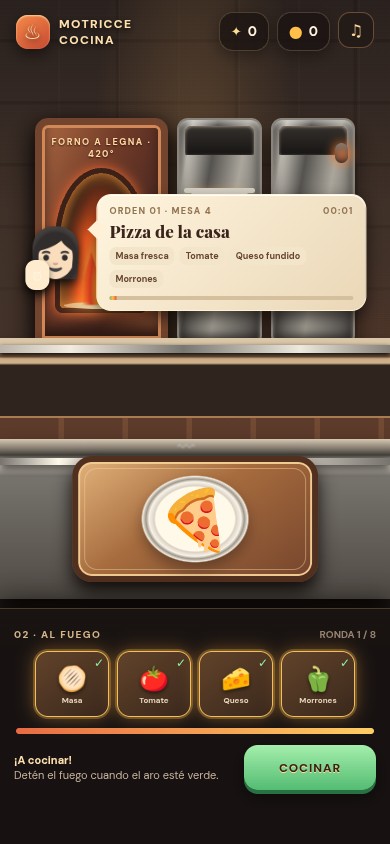 MOTRICCE
COCINA
0
0
FORNO A LEGNA ·
420°
ORDEN 01 · MESA 4
00:01
Pizza de la casa
Masa fresca
Tomate
Queso fundido
Morrones
02 · AL FUEGO
RONDA 1 / 8
Masa
Tomate
Queso
Morrones
¡A cocinar!
Detén el fuego cuando el aro esté verde.
COCINAR